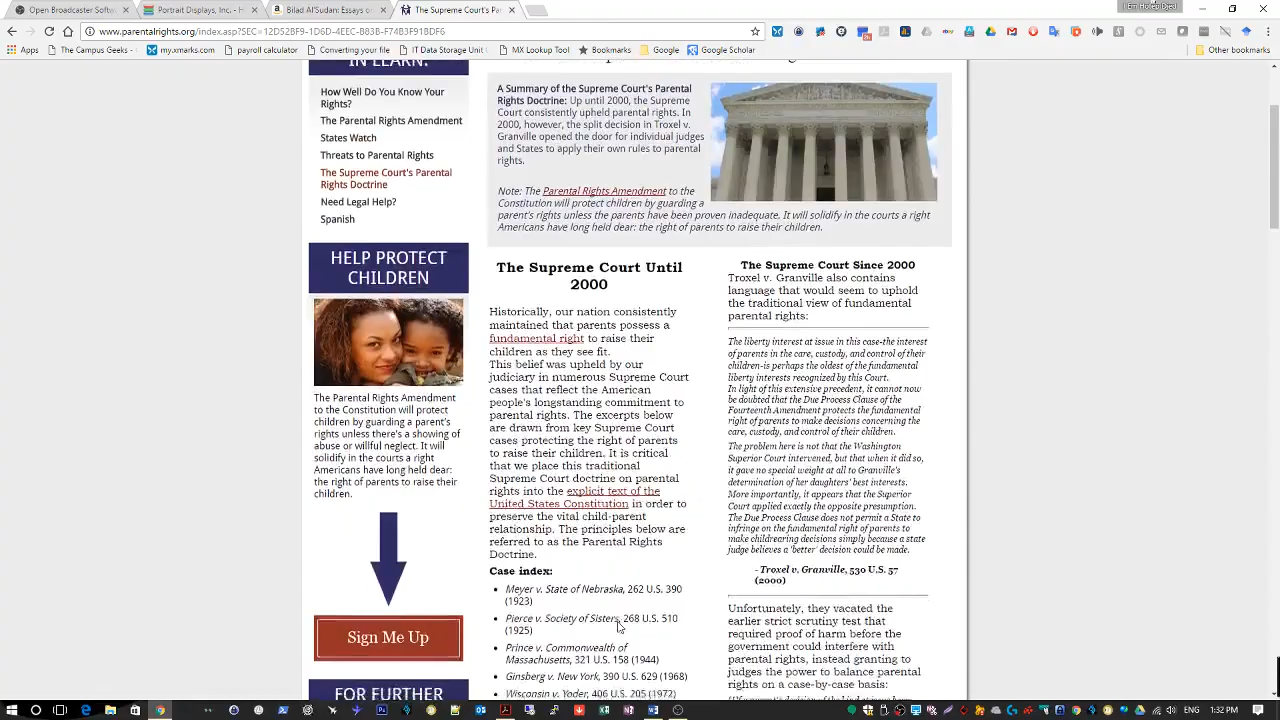 Open Broadcaster Softw
Portrait Displays, Inc. - H
Bilad Al'Sudan: Essays o
The Supreme Court's Par
www.parentalrights.org/index.asp?SEC=
Apps
The Campus Geeks -
myxmarks.com
payroll calculator
Converting your file
IT Data Storage Unit
MX Lookup Tool
Bookmarks
Google
Google Scholar
Other bookmarks
IN LEARN:
How Well Do You Know Your
Rights?
The Parental Rights Amendment
States Watch
Threats to Parental Rights
The Supreme Court's Parental
Rights Doctrine
Need Legal Help?
Spanish
HELP PROTECT
CHILDREN
The Parental Rights Amendment
to the Constitution will protect
children by guarding a parent's
rights unless there's a showing of
abuse or willful neglect. It will
solidify in the courts a right
Americans have long held dear:
the right of parents to raise their
children.
Sign Me Up
FOR FURTHER
A Summary of the Supreme Court's Parental
Rights Doctrine: Up until 2000, the Supreme
Court consistently upheld parental rights. In
2000, however, the split decision in Troxel v.
Granville opened the door for individual judges
and States to apply their own rules to parental
rights.
Note: The Parental Rights Amendment to the
Constitution will protect children by guarding a
parent's rights unless the parents have been proven inadequate. It will solidify in the courts a right
Americans have long held dear: the right of parents to raise their children.
The Supreme Court Until
2000
Historically, our nation consistently
maintained that parents possess a
fundamental right to raise their
children as they see fit.
This belief was upheld by our
judiciary in numerous Supreme Court
cases that reflect the American
people's longstanding commitment to
parental rights. The excerpts below
are drawn from key Supreme Court
cases protecting the right of parents
to raise their children. It is critical
that we place this traditional
Supreme Court doctrine on parental
rights into the explicit text of the
United States Constitution in order to
preserve the vital child-parent
relationship. The principles below are
referred to as the Parental Rights
Doctrine.
Case index:
Meyer v. State of Nebraska, 262 U.S. 390
(1923)
Pierce v. Society of Sisters, 268 U.S. 510
(1925)
Prince v. Commonwealth of
Massachusetts, 321 U.S. 158 (1944)
Ginsberg v. New York, 390 U.S. 629 (1968)
Wisconsin v. Yoder, 406 U.S. 205 (1972)
The Supreme Court Since 2000
Troxel v. Granville also contains
language that would seem to uphold
the traditional view of fundamental
parental rights:
The liberty interest at issue in this case-the interest
of parents in the care, custody, and control of their
children-is perhaps the oldest of the fundamental
liberty interests recognized by this Court.
In light of this extensive precedent, it cannot now
be doubted that the Due Process Clause of the
Fourteenth Amendment protects the fundamental
right of parents to make decisions concerning the
care, custody, and control of their children.
The problem here is not that the Washington
Superior Court intervened, but that when it did so,
it gave no special weight at all to Granville's
determination of her daughters' best interests.
More importantly, it appears that the Superior
Court applied exactly the opposite presumption.
The Due Process Clause does not permit a State to
infringe on the fundamental right of parents to
make childrearing decisions simply because a state
judge believes a 'better' decision could be made.
- Troxel v. Granville, 530 U.S. 57
(2000)
Unfortunately, they vacated the
earlier strict scrutiny test that
required proof of harm before the
government could interfere with
parental rights, instead granting to
judges the power to balance parental
rights on a case-by-case basis:
1:32 PM